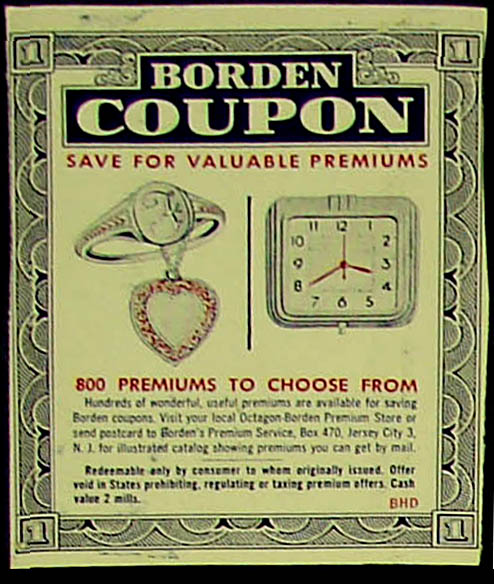 1 1
BORDEN
COUPON
SAVE FOR VALUABLE PREMIUMS
11 12 1
10 2
9 3
8 4
7 6 5
800 PREMIUMS TO CHOOSE FROM
Hundreds of wonderful, useful premiums are available for saving
Borden coupons. Visit your local Octagon-Borden Premium Store or
send postcard to Borden's Premium Service, Box 470, Jersey City 3,
N. J. for illustrated catalog showing premiums you can get by mail.
Redeemable only by consumer to whom originally issued. Offer
void in States prohibiting, regulating or taxing premium offers. Cash
value 2 mills.
BHD
1 1